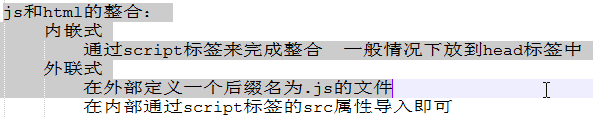 js和html的整合：
内嵌式
通过script标签来完成整合 一般情况下放到head标签中
外联式
在外部定义一个后缀名为.js的文件
在内部通过script标签的src属性导入即可